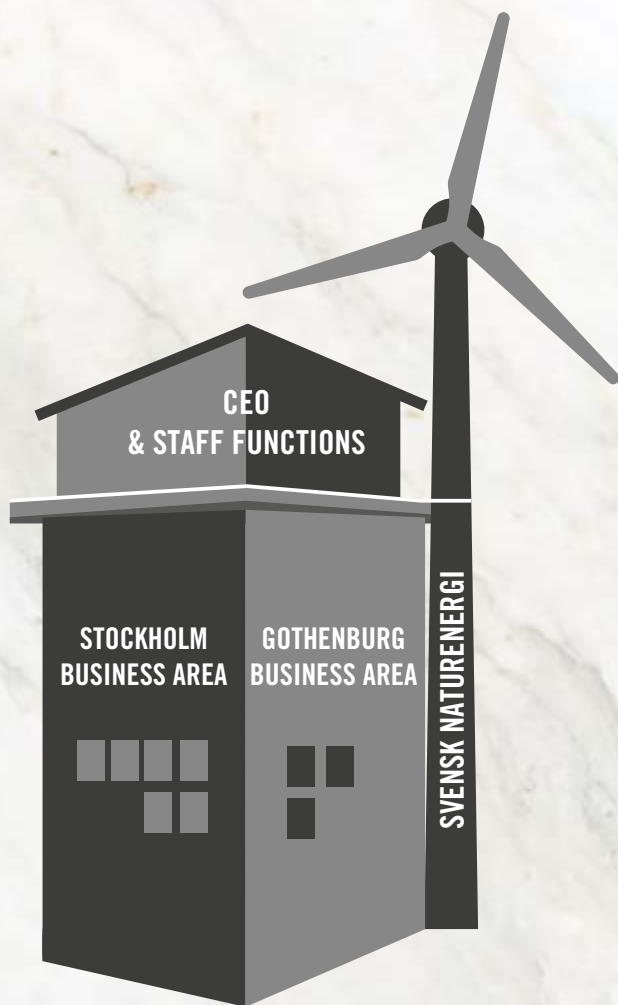 CEO
& STAFF FUNCTIONS
STOCKHOLM
BUSINESS AREA
GOTHENBURG
BUSINESS AREA
SVENSK NATURENERGI